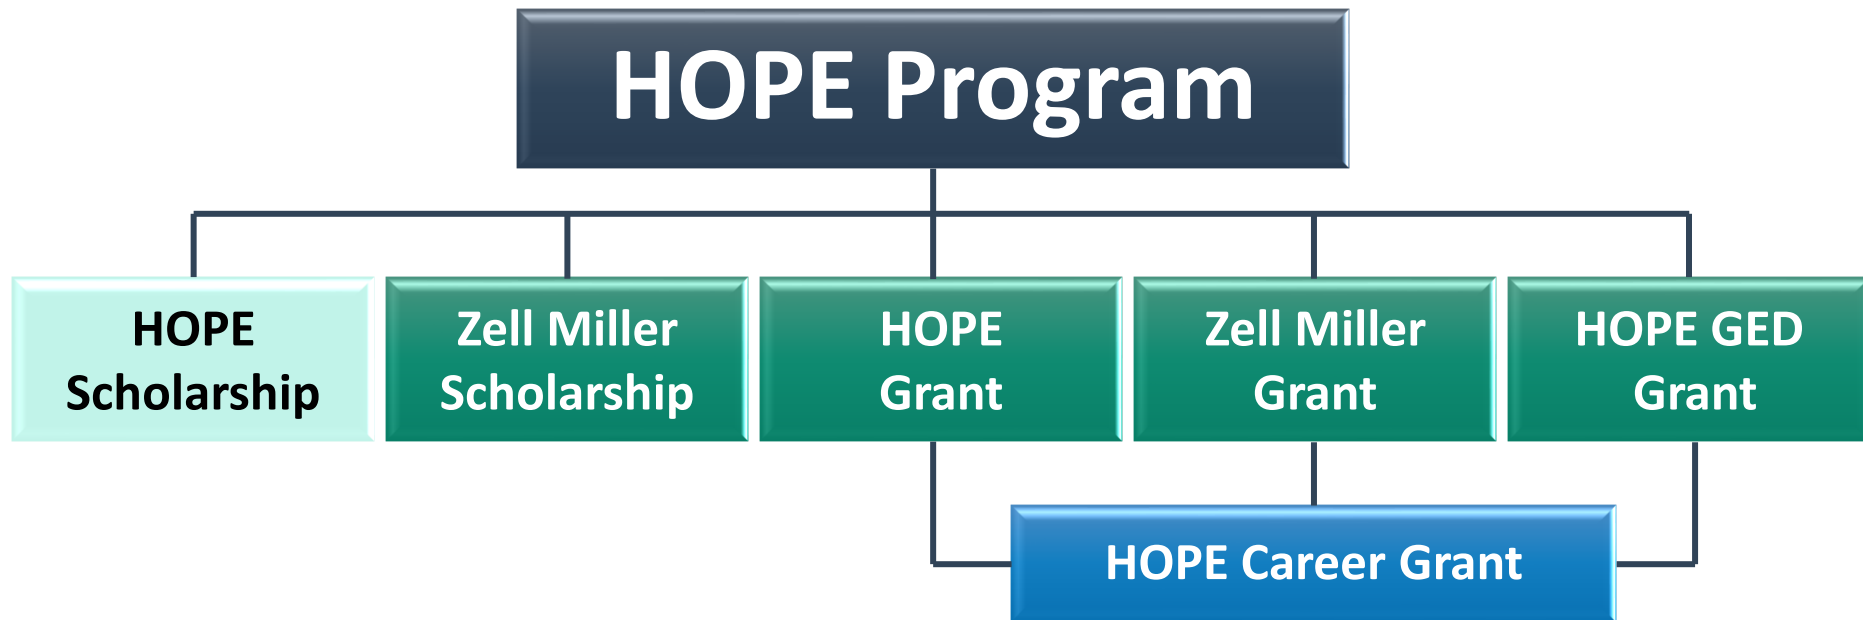 HOPE Program
HOPE
Scholarship
Zell Miller
Scholarship
HOPE
Grant
Zell Miller
Grant
HOPE GED
Grant
HOPE Career Grant